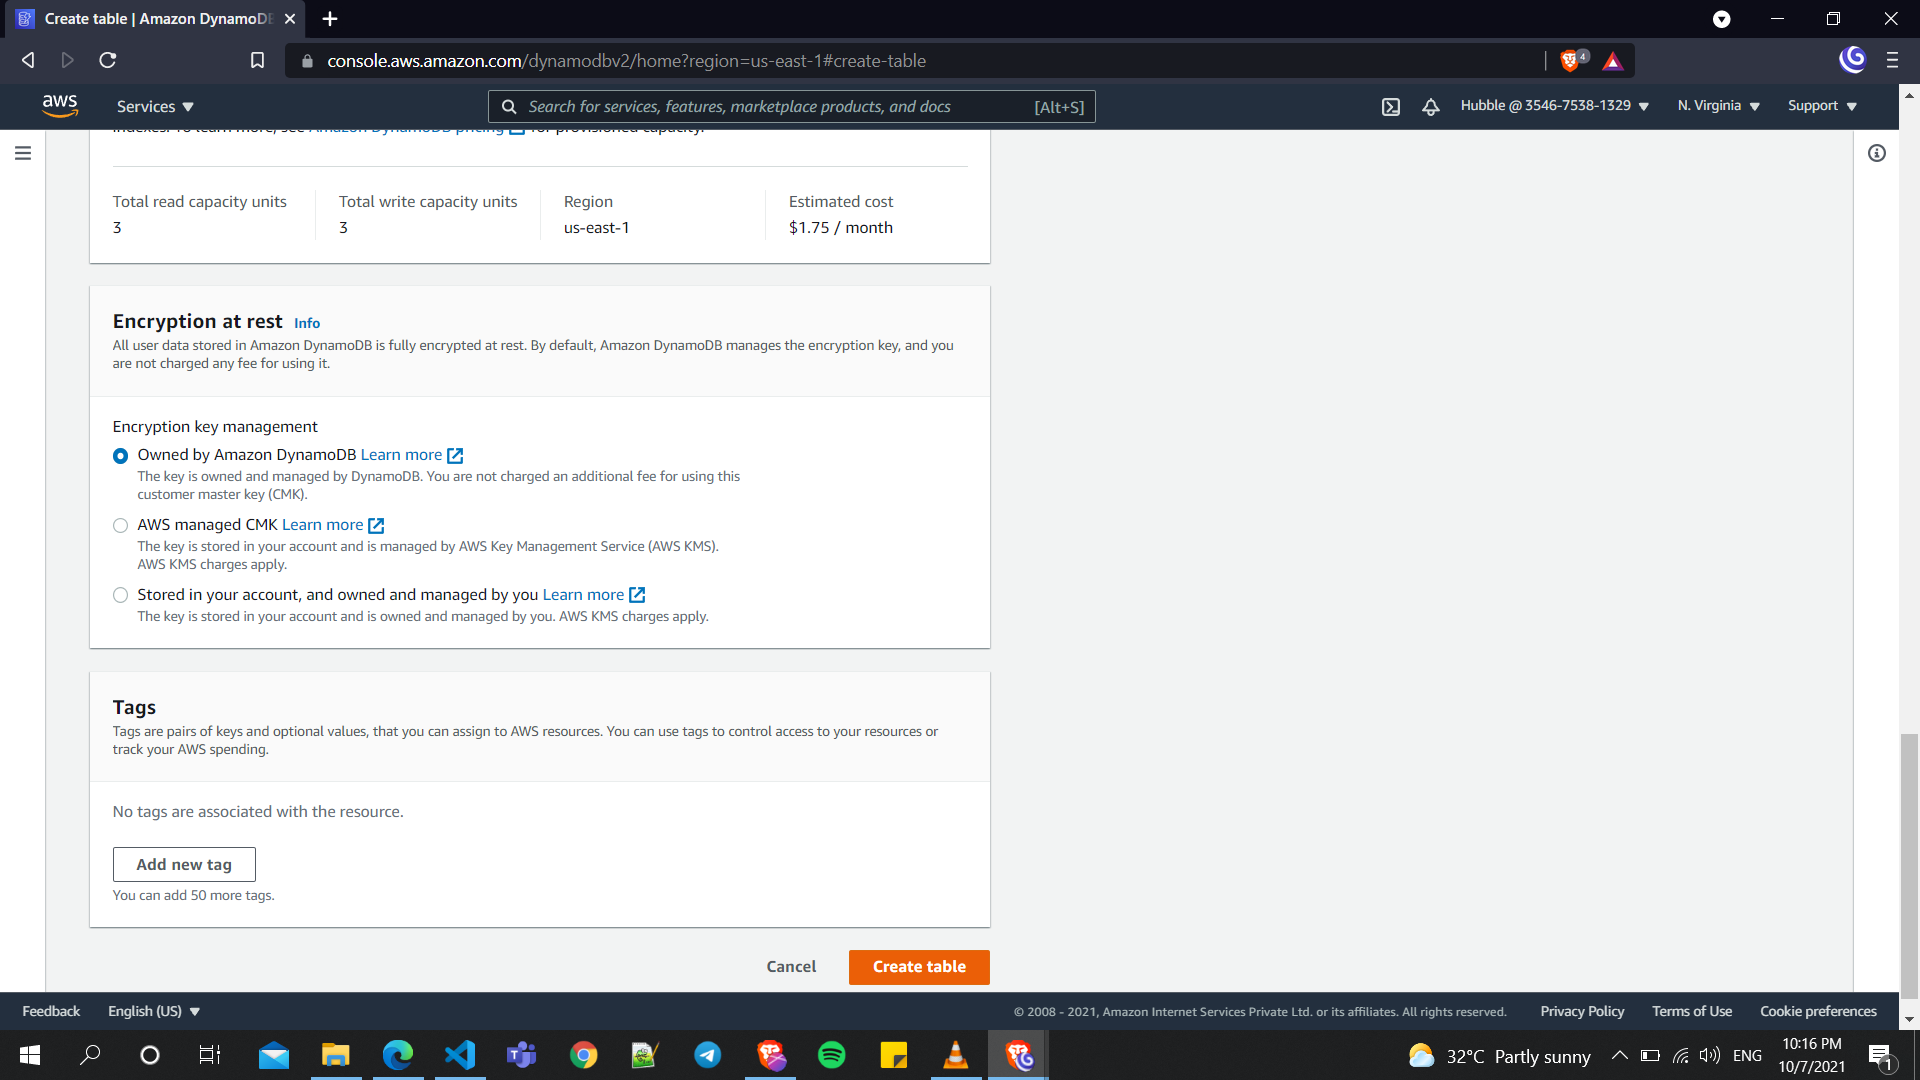 Create table | Amazon DynamoDB
console.aws.amazon.com/dynamodbv2/home?region=us-east-1#create-table
4
aws
Services
Search for services, features, marketplace products, and docs [Alt+S]
Hubble @ 3546-7538-1329
N. Virginia
Support
indexes. To learn more, see Amazon DynamoDB pricing for provisioned capacity.
Total read capacity units
3
Total write capacity units
3
Region
us-east-1
Estimated cost
$1.75 / month
Encryption at rest Info
All user data stored in Amazon DynamoDB is fully encrypted at rest. By default, Amazon DynamoDB manages the encryption key, and you
are not charged any fee for using it.
Encryption key management
Owned by Amazon DynamoDB Learn more
The key is owned and managed by DynamoDB. You are not charged an additional fee for using this
customer master key (CMK).
AWS managed CMK Learn more
The key is stored in your account and is managed by AWS Key Management Service (AWS KMS).
AWS KMS charges apply.
Stored in your account, and owned and managed by you Learn more
The key is stored in your account and is owned and managed by you. AWS KMS charges apply.
Tags
Tags are pairs of keys and optional values, that you can assign to AWS resources. You can use tags to control access to your resources or
track your AWS spending.
No tags are associated with the resource.
Add new tag
You can add 50 more tags.
Cancel
Create table
Feedback
English (US)
© 2008 - 2021, Amazon Internet Services Private Ltd. or its affiliates. All rights reserved.
Privacy Policy
Terms of Use
Cookie preferences
32°C Partly sunny
ENG
10:16 PM
10/7/2021
1